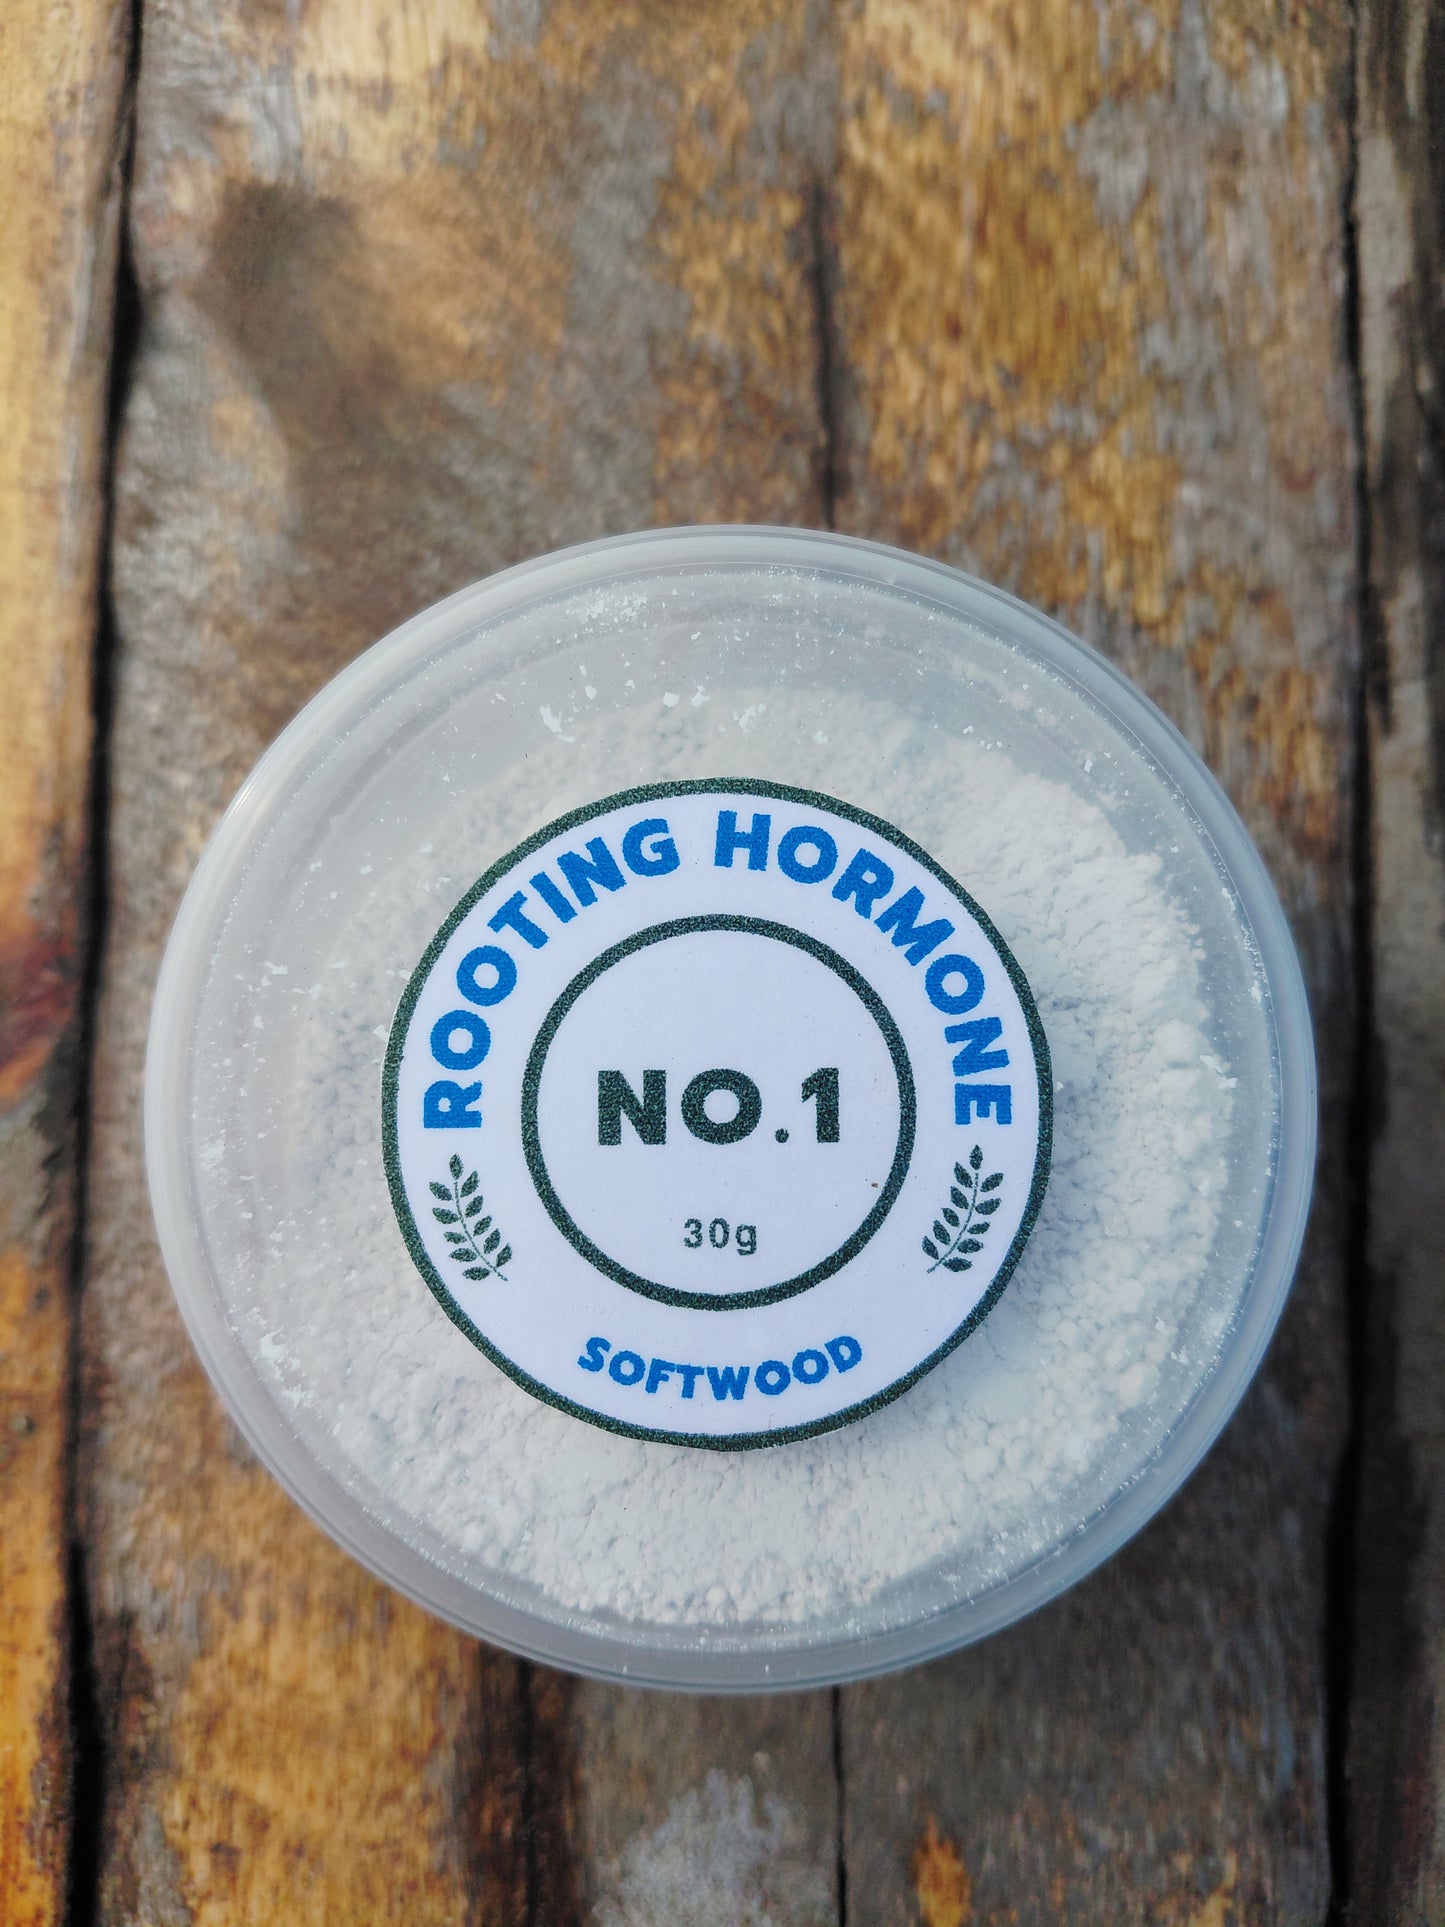 ROOTING HORMONE
NO.1
30g
SOFTWOOD